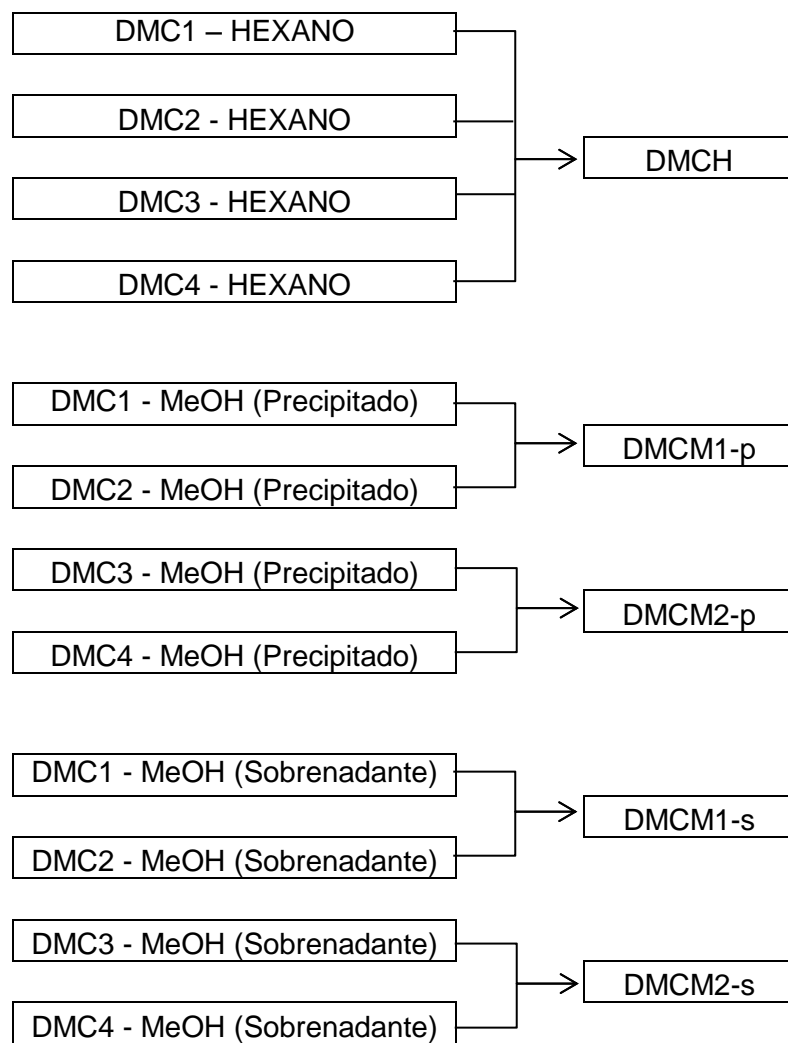 DMC1 – HEXANO
DMC2 - HEXANO
DMC3 - HEXANO
DMC4 - HEXANO
DMCH
DMC1 - MeOH (Precipitado)
DMC2 - MeOH (Precipitado)
DMCM1-p
DMC3 - MeOH (Precipitado)
DMC4 - MeOH (Precipitado)
DMCM2-p
DMC1 - MeOH (Sobrenadante)
DMC2 - MeOH (Sobrenadante)
DMCM1-s
DMC3 - MeOH (Sobrenadante)
DMC4 - MeOH (Sobrenadante)
DMCM2-s